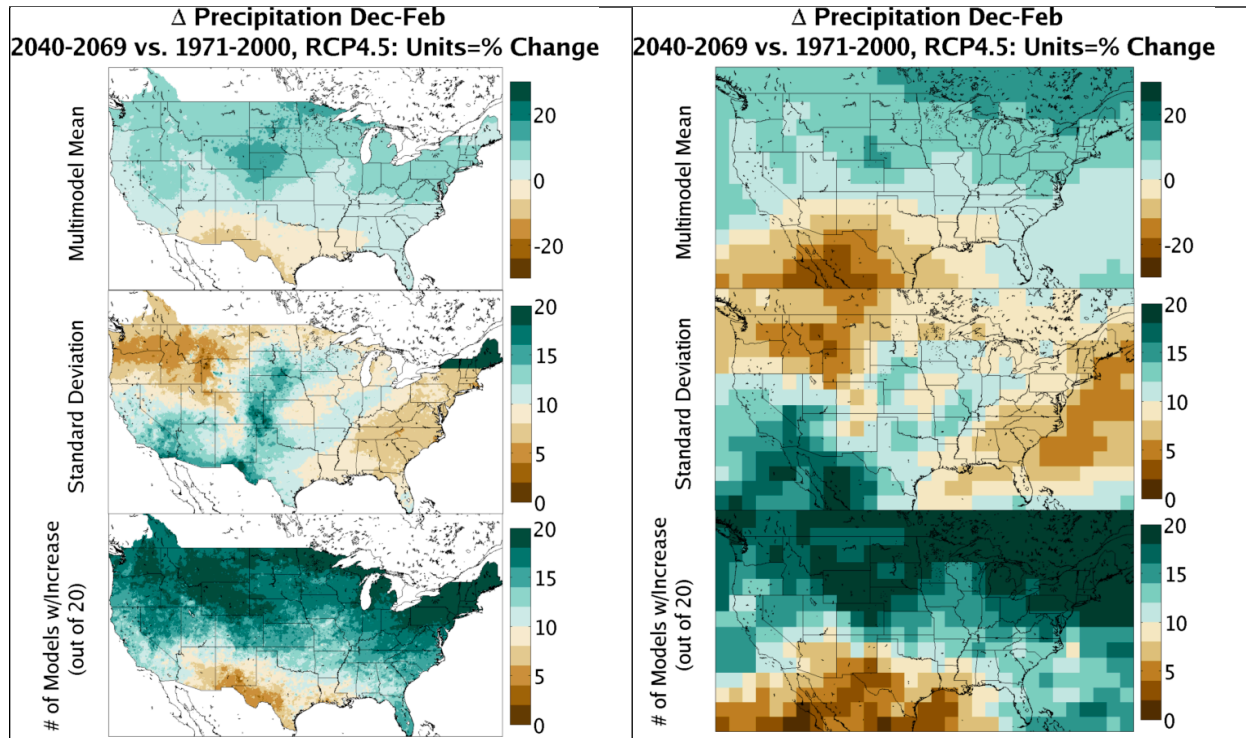 Δ Precipitation Dec-Feb
2040-2069 vs. 1971-2000, RCP4.5: Units=% Change
Multimodel Mean
20
0
-20
Standard Deviation
20
15
10
5
0
# of Models w/Increase
(out of 20)
20
15
10
5
0
Δ Precipitation Dec-Feb
2040-2069 vs. 1971-2000, RCP4.5: Units=% Change
Multimodel Mean
20
0
-20
Standard Deviation
20
15
10
5
0
# of Models w/Increase
(out of 20)
20
15
10
5
0